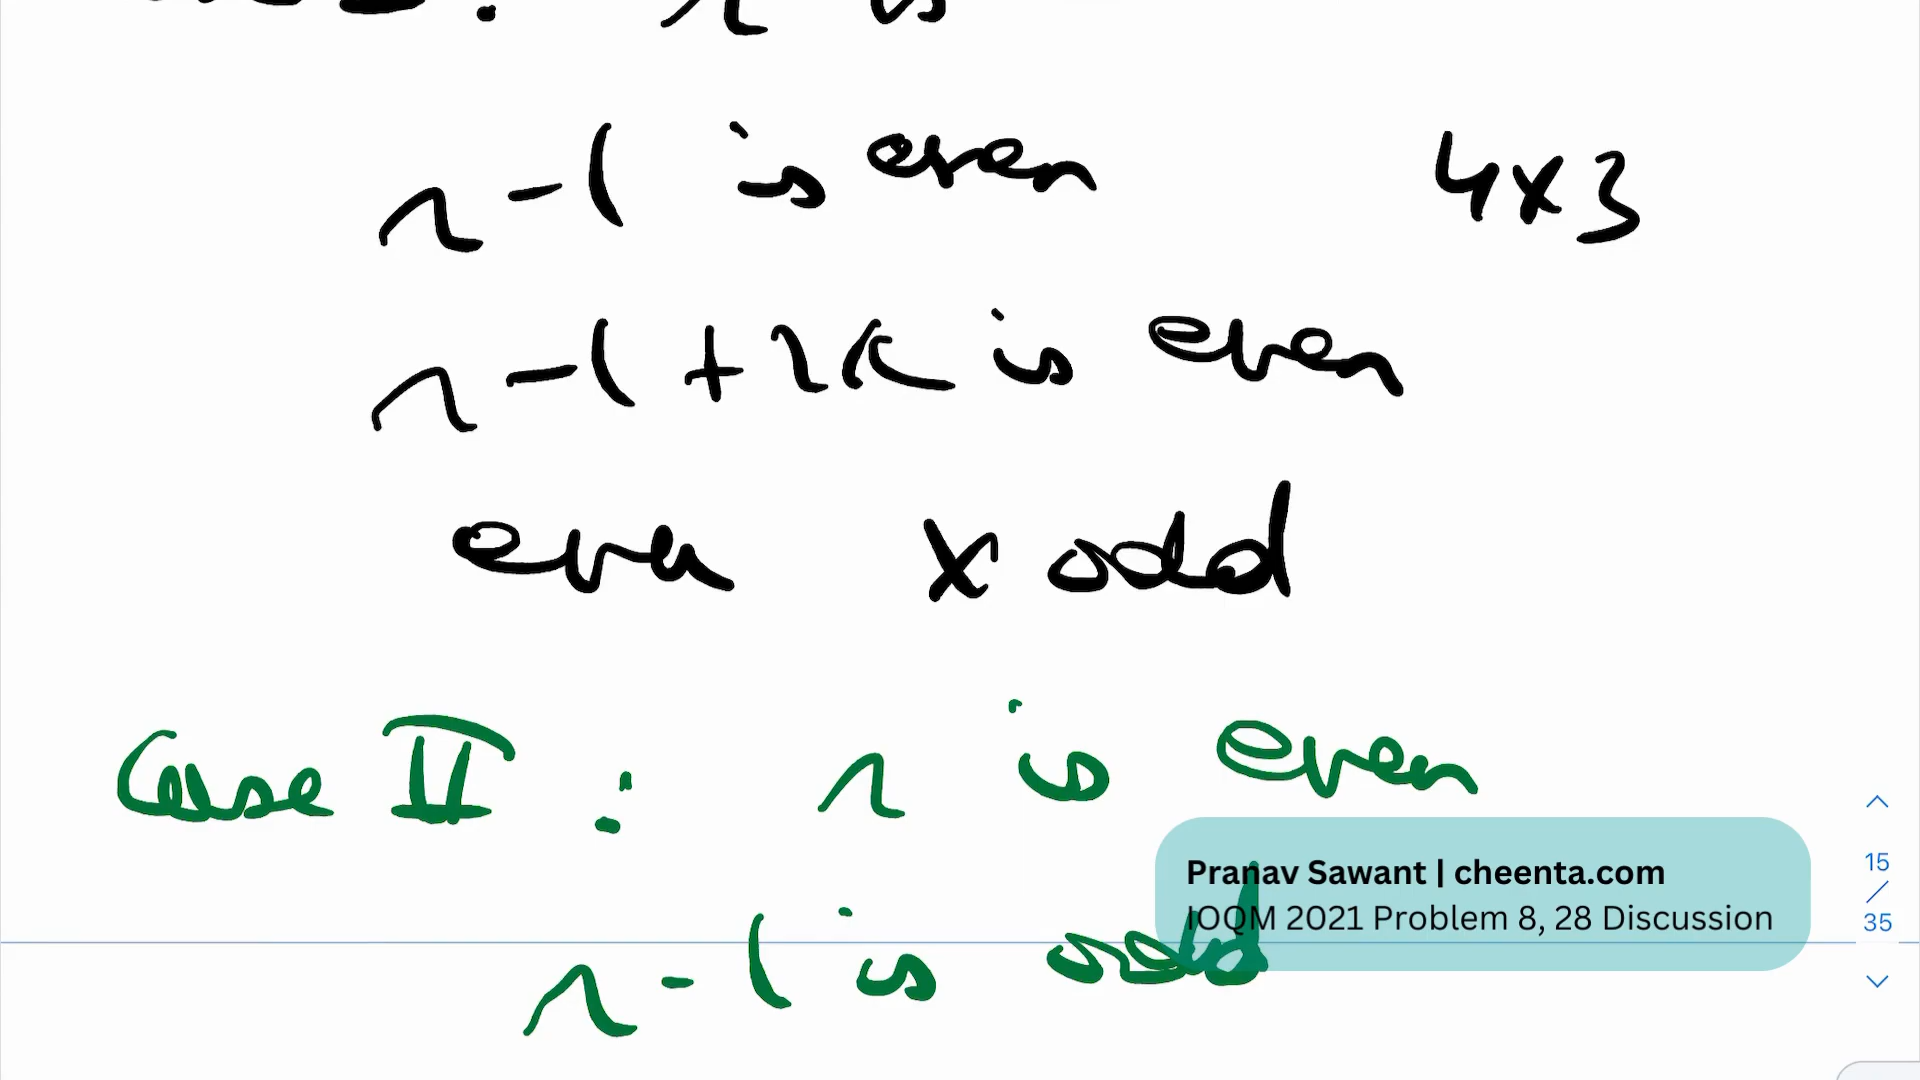 r is
r-1 is even 4x3
r-1+2k is even
even x odd
Case II : r is even
Pranav Sawant | cheenta.com
IOQM 2021 Problem 8, 28 Discussion
r-1 is odd
15
/
35